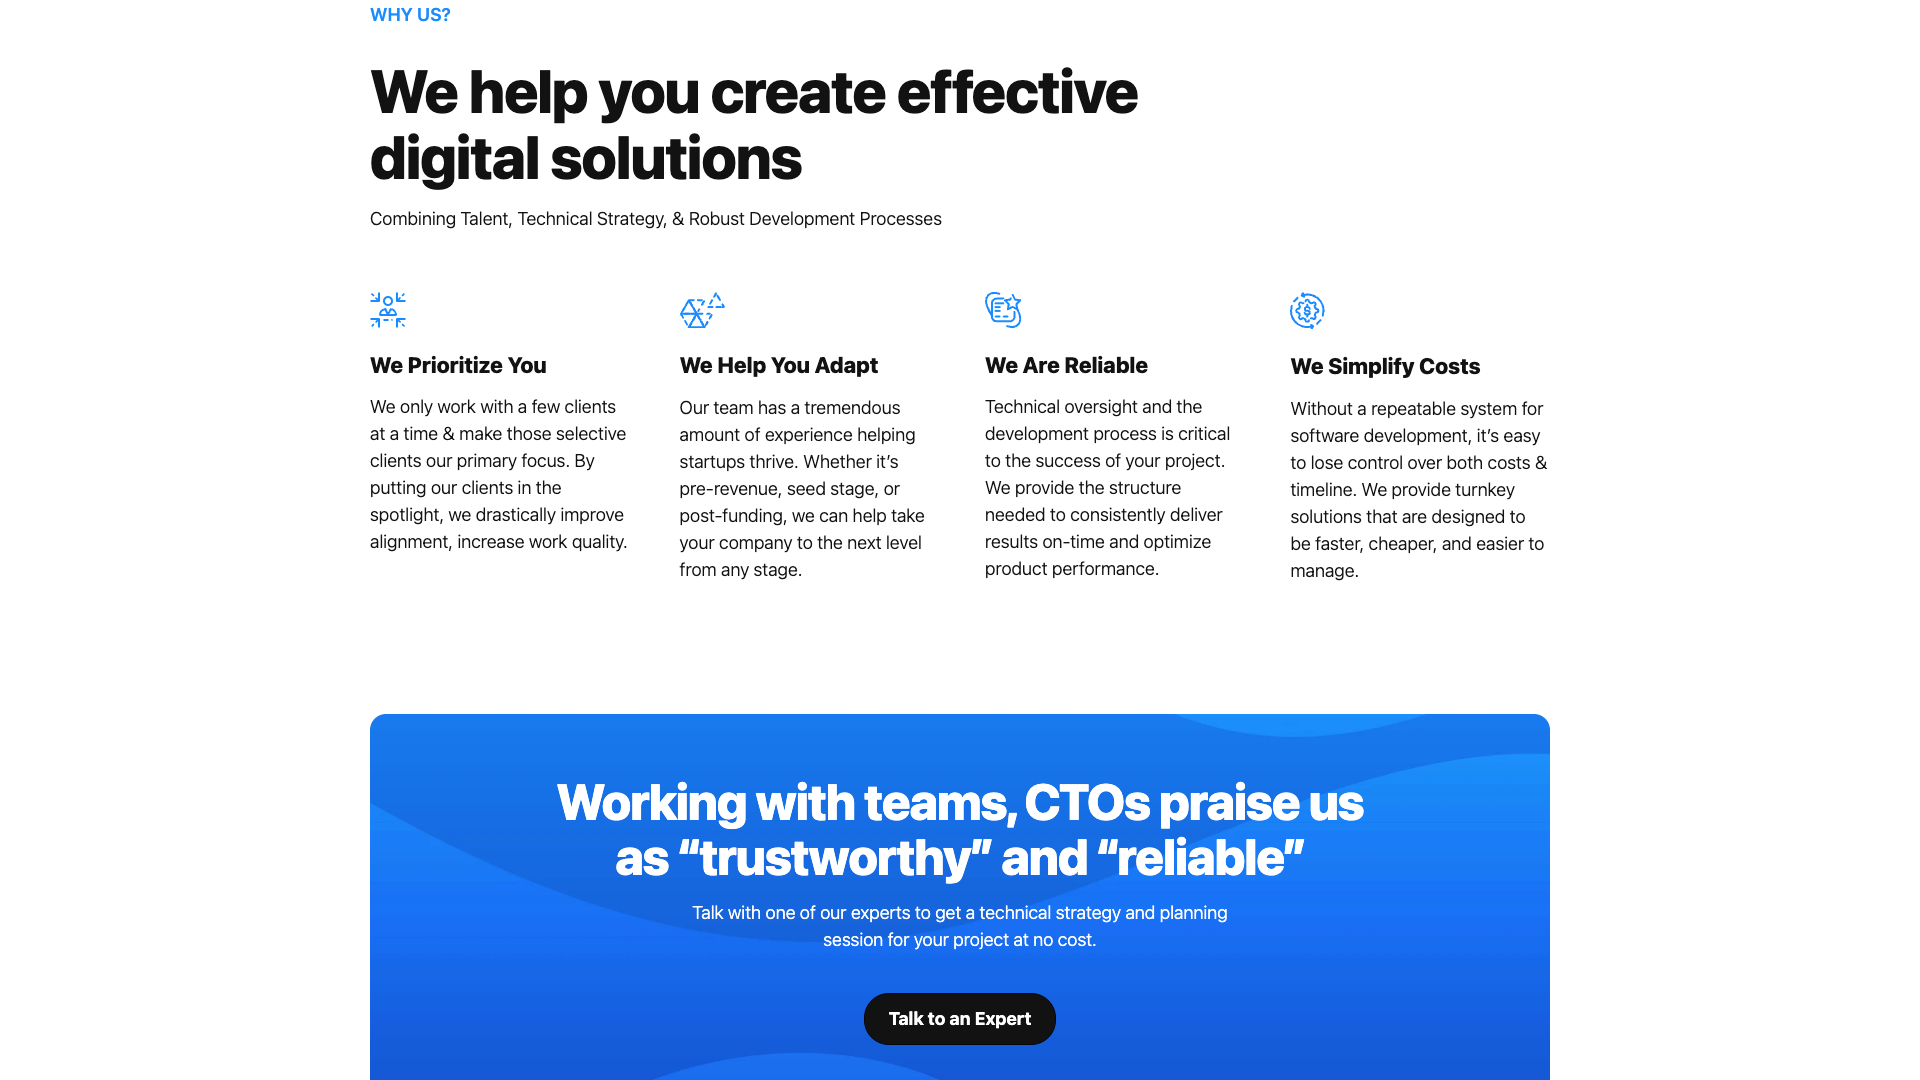 WHY US?
We help you create effective
digital solutions
Combining Talent, Technical Strategy, & Robust Development Processes
We Prioritize You
We only work with a few clients
at a time & make those selective
clients our primary focus. By
putting our clients in the
spotlight, we drastically improve
alignment, increase work quality.
We Help You Adapt
Our team has a tremendous
amount of experience helping
startups thrive. Whether it’s
pre-revenue, seed stage, or
post-funding, we can help take
your company to the next level
from any stage.
We Are Reliable
Technical oversight and the
development process is critical
to the success of your project.
We provide the structure
needed to consistently deliver
results on-time and optimize
product performance.
We Simplify Costs
Without a repeatable system for
software development, it’s easy
to lose control over both costs &
timeline. We provide turnkey
solutions that are designed to
be faster, cheaper, and easier to
manage.
Working with teams, CTOs praise us
as “trustworthy” and “reliable”
Talk with one of our experts to get a technical strategy and planning
session for your project at no cost.
Talk to an Expert